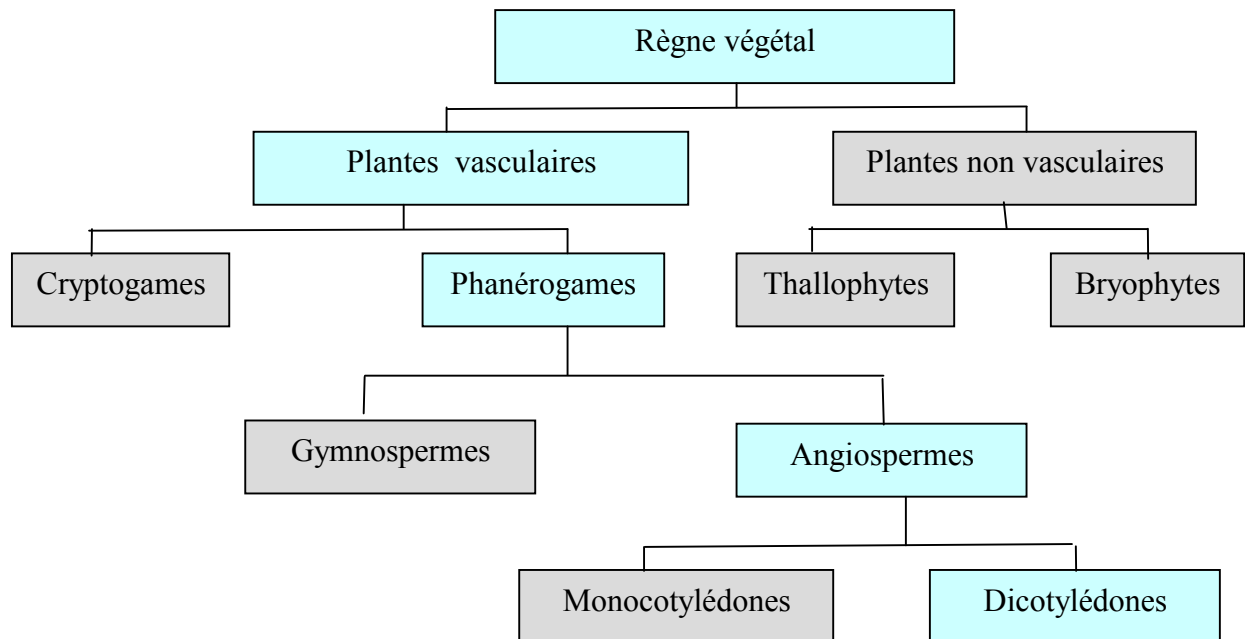 Règne végétal
Plantes vasculaires
Plantes non vasculaires
Cryptogames
Phanérogames
Thallophytes
Bryophytes
Gymnospermes
Angiospermes
Monocotylédones
Dicotylédones